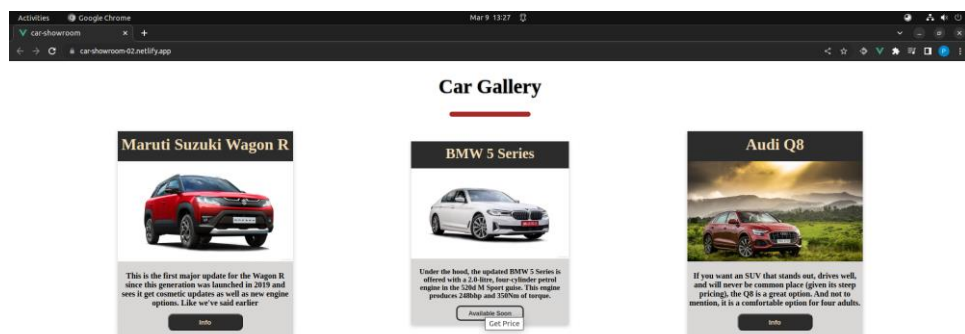 Activities Google Chrome Mar 9 13:27
car-showroom
car-showroom-02.netlify.app
Car Gallery
Maruti Suzuki Wagon R
This is the first major update for the Wagon R
since this generation was launched in 2019 and
sees it get cosmetic updates as well as new engine
options. Like we've said earlier
Info
BMW 5 Series
Under the hood, the updated BMW 5 Series is
offered with a 2.0-litre, four-cylinder petrol
engine in the 520d M Sport guise. This engine
produces 248bhp and 350Nm of torque.
Available Soon
Get Price
Audi Q8
If you want an SUV that stands out, drives well,
and will never be common place (given its steep
pricing), the Q8 is a great option. And not to
mention, it is a comfortable option for four adults.
Info